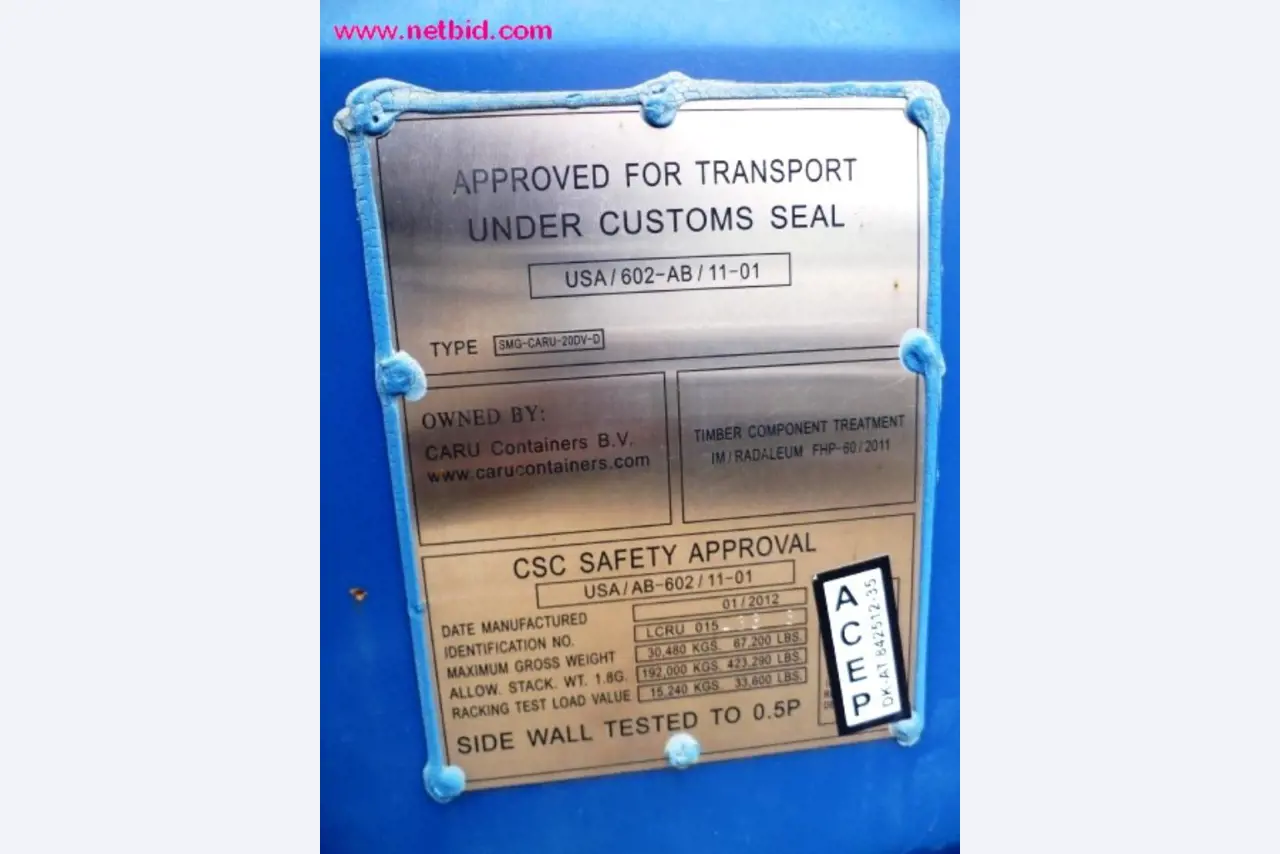 www.netbid.com
APPROVED FOR TRANSPORT
UNDER CUSTOMS SEAL
USA/602-AB/11-01
TYPE SMG-CARU-20DV-D
OWNED BY:
CARU Containers B.V.
www.carucontainers.com
TIMBER COMPONENT TREATMENT
IM/RADALEUM FHP-60/2011
CSC SAFETY APPROVAL
USA/AB-602/11-01
DATE MANUFACTURED 01/2012
IDENTIFICATION NO. LCRU 015
MAXIMUM GROSS WEIGHT 30,480 KGS. 67,200 LBS.
ALLOW. STACK. WT. 1.8G. 192,000 KGS. 423,290 LBS.
RACKING TEST LOAD VALUE 15,240 KGS. 33,600 LBS.
SIDE WALL TESTED TO 0.5P
ACEP
DK-AT 842512-35